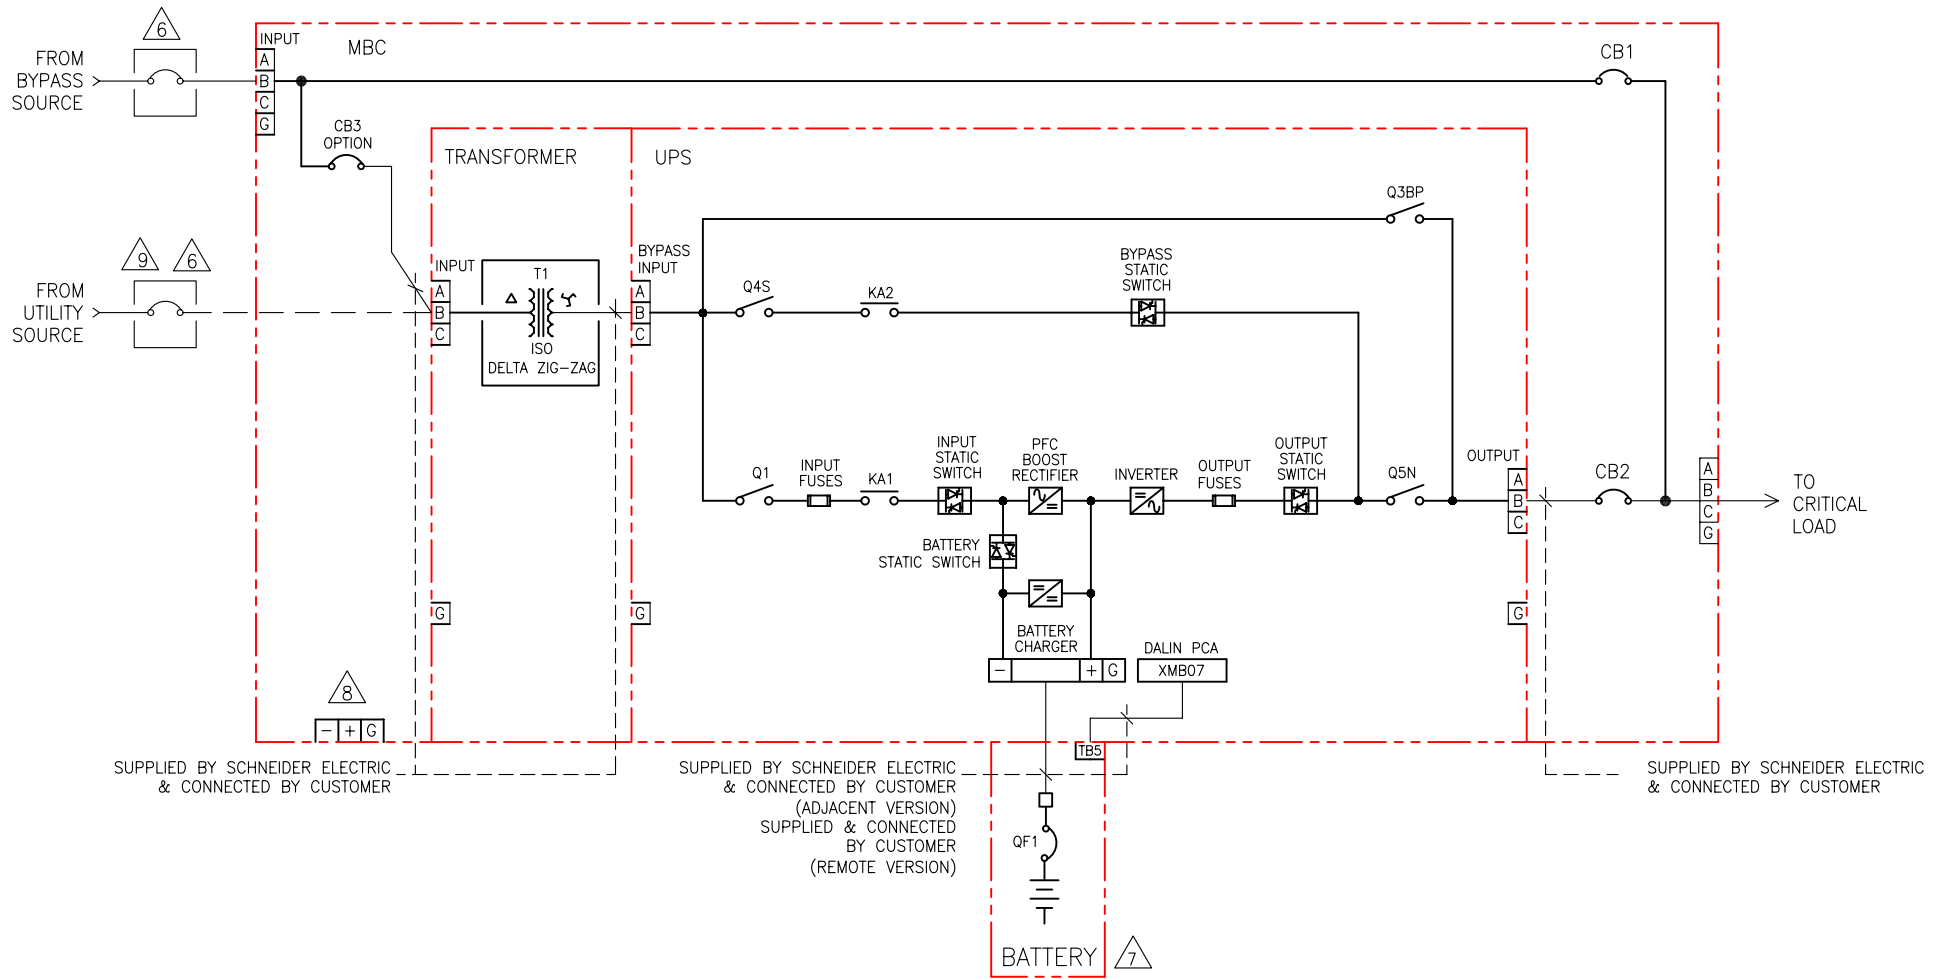 6
INPUT
MBC
FROM
BYPASS
SOURCE
A
B
C
G
CB1
CB3
OPTION
TRANSFORMER
UPS
Q3BP
9
6
FROM
UTILITY
SOURCE
INPUT
A
B
C
T1
ISO
DELTA ZIG-ZAG
BYPASS
INPUT
A
B
C
Q4S
KA2
BYPASS
STATIC
SWITCH
Q1
INPUT
FUSES
KA1
INPUT
STATIC
SWITCH
PFC
BOOST
RECTIFIER
INVERTER
OUTPUT
FUSES
OUTPUT
STATIC
SWITCH
Q5N
OUTPUT
A
B
C
CB2
A
B
C
G
TO
CRITICAL
LOAD
BATTERY
STATIC SWITCH
G
G
G
BATTERY
CHARGER
- + G
DALIN PCA
XMB07
8
- + G
TB5
SUPPLIED BY SCHNEIDER ELECTRIC
& CONNECTED BY CUSTOMER
SUPPLIED BY SCHNEIDER ELECTRIC
& CONNECTED BY CUSTOMER
(ADJACENT VERSION)
SUPPLIED & CONNECTED
BY CUSTOMER
(REMOTE VERSION)
SUPPLIED BY SCHNEIDER ELECTRIC
& CONNECTED BY CUSTOMER
QF1
BATTERY
7